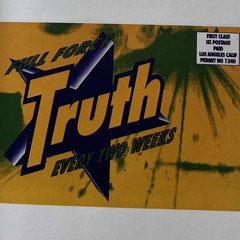 FULL FORCE
Truth
EVERY TWO WEEKS
FIRST CLASS
US POSTAGE
PAID
LOS ANGELES CALIF
PERMIT NO 1240